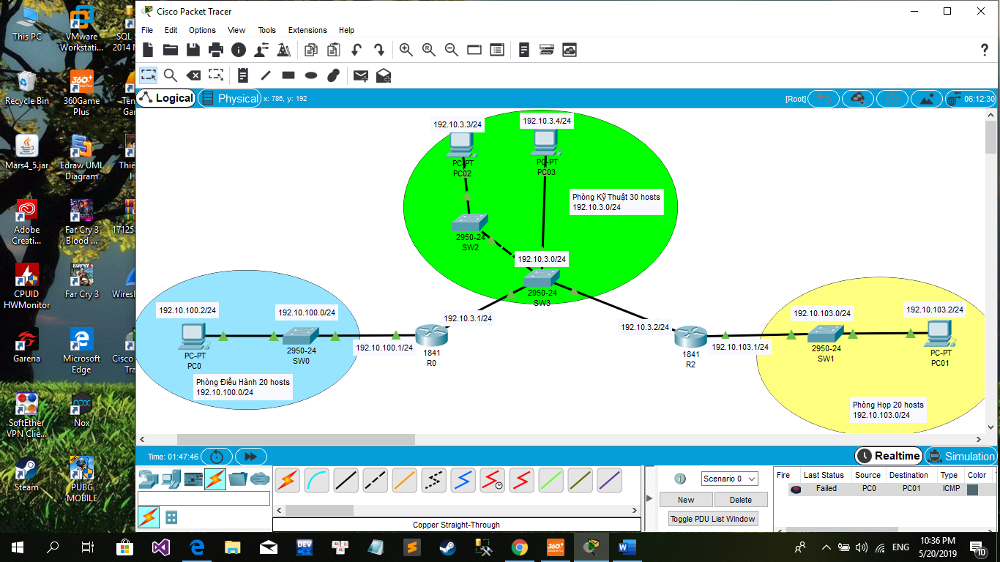 This PC
VMware
Workstati...
SQL S
2014 M
Recycle Bin
360Game
Plus
Ten
Gar
Mars4_5.jar
Edraw UML
Diagram
Thiế
H
Adobe
Creati...
Far Cry 3
Blood ...
17125
CPUID
HWMonitor
Far Cry 3
Wiresh
Garena
Microsoft
Edge
Cisco
Tra
SoftEther
VPN Clie...
Nox
Steam
PUBG
MOBILE
Cisco Packet Tracer
File Edit Options View Tools Extensions Help
Logical Physical x: 786, y: 192 [Root] 06:12:30
192.10.3.3/24
192.10.3.4/24
PC-PT
PC02
PC-PT
PC03
Phòng Kỹ Thuật 30 hosts
192.10.3.0/24
2950-24
SW2
192.10.3.0/24
2950-24
SW3
192.10.100.2/24
192.10.100.0/24
192.10.3.1/24
192.10.100.1/24
PC-PT
PC0
2950-24
SW0
1841
R0
Phòng Điều Hành 20 hosts
192.10.100.0/24
192.10.3.2/24
192.10.103.0/24
192.10.103.2/24
192.10.103.1/24
1841
R2
2950-24
SW1
PC-PT
PC01
Phòng Họp 20 hosts
192.10.103.0/24
Time: 01:47:46
Realtime Simulation
Scenario 0
New Delete
Toggle PDU List Window
Fire Last Status Source Destination Type Color
Failed PC0 PC01 ICMP
Copper Straight-Through
DEV
360+
ENG
10:36 PM
5/20/2019
10